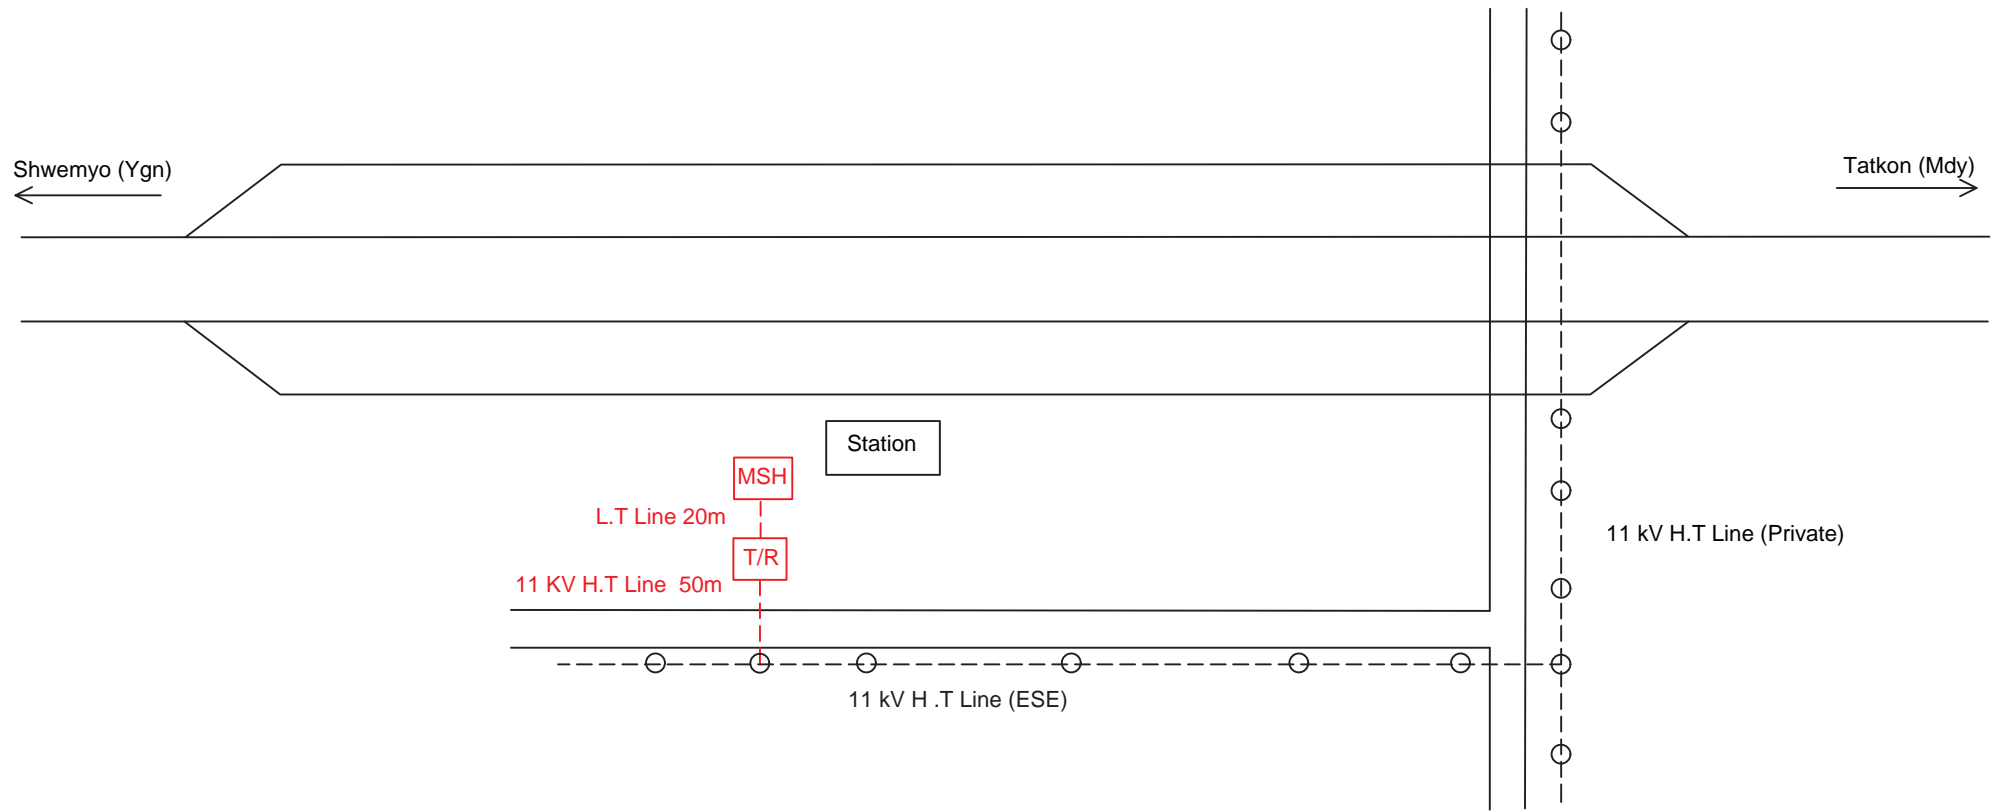 Shwemyo (Ygn)
Tatkon (Mdy)
Station
MSH
L.T Line 20m
11 kV H.T Line (Private)
T/R
11 KV H.T Line  50m
11 kV H .T Line (ESE)